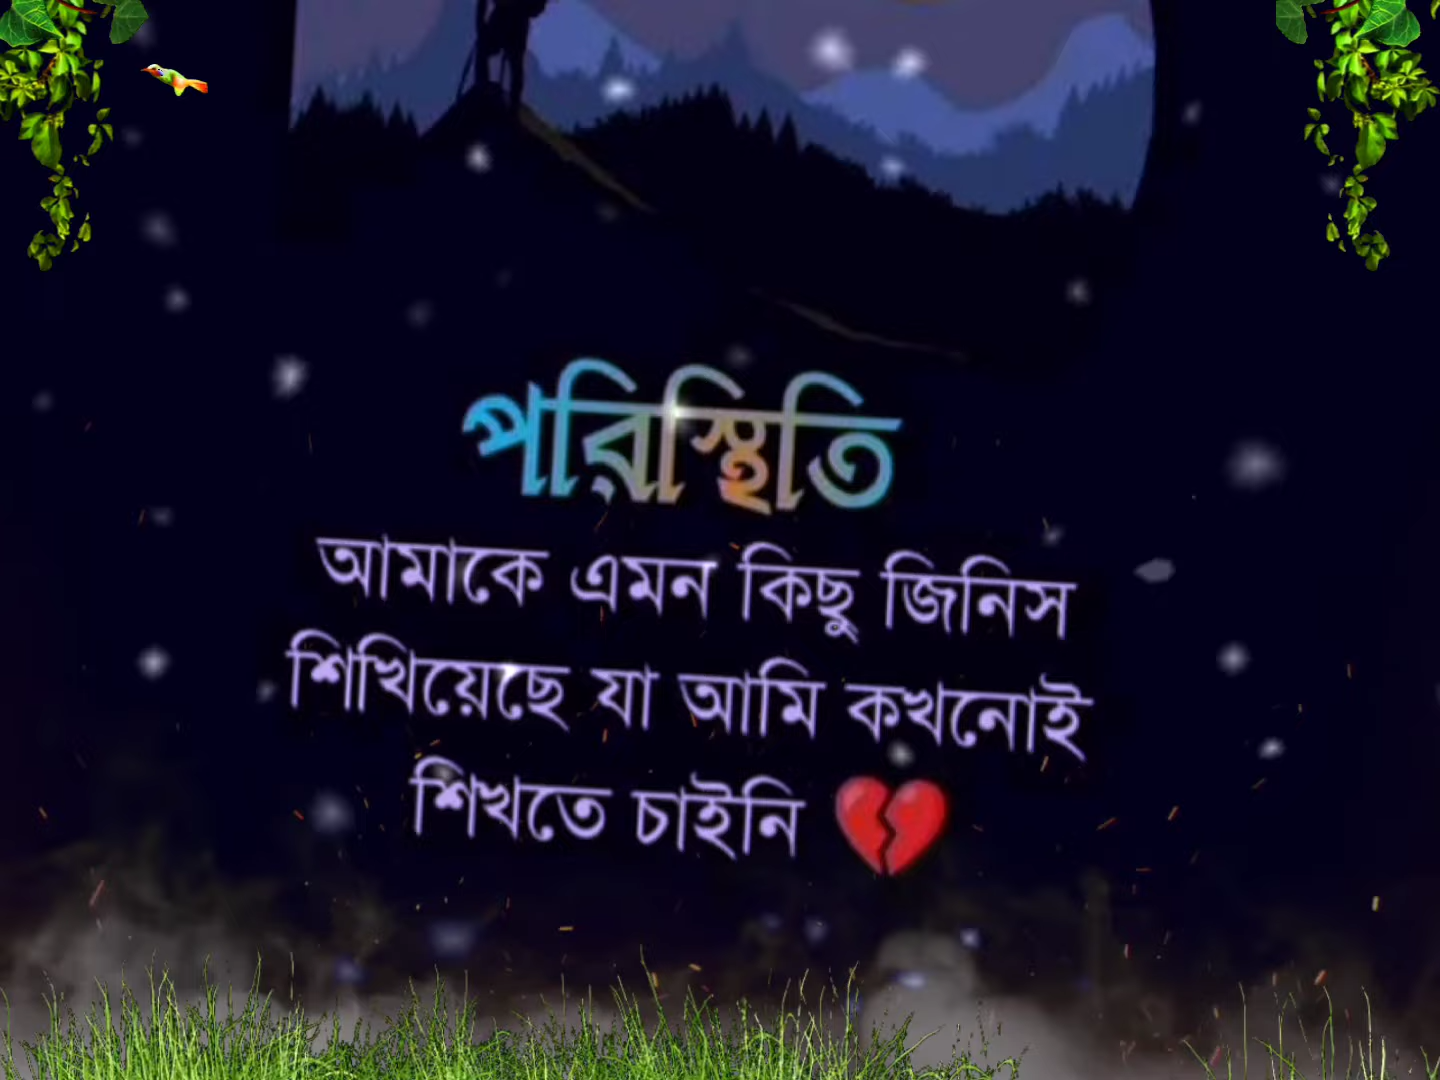 পরিস্থিতি
আমাকে এমন কিছু জিনিস
শিখিয়েছে যা আমি কখনোই
শিখতে চাইনি 💔